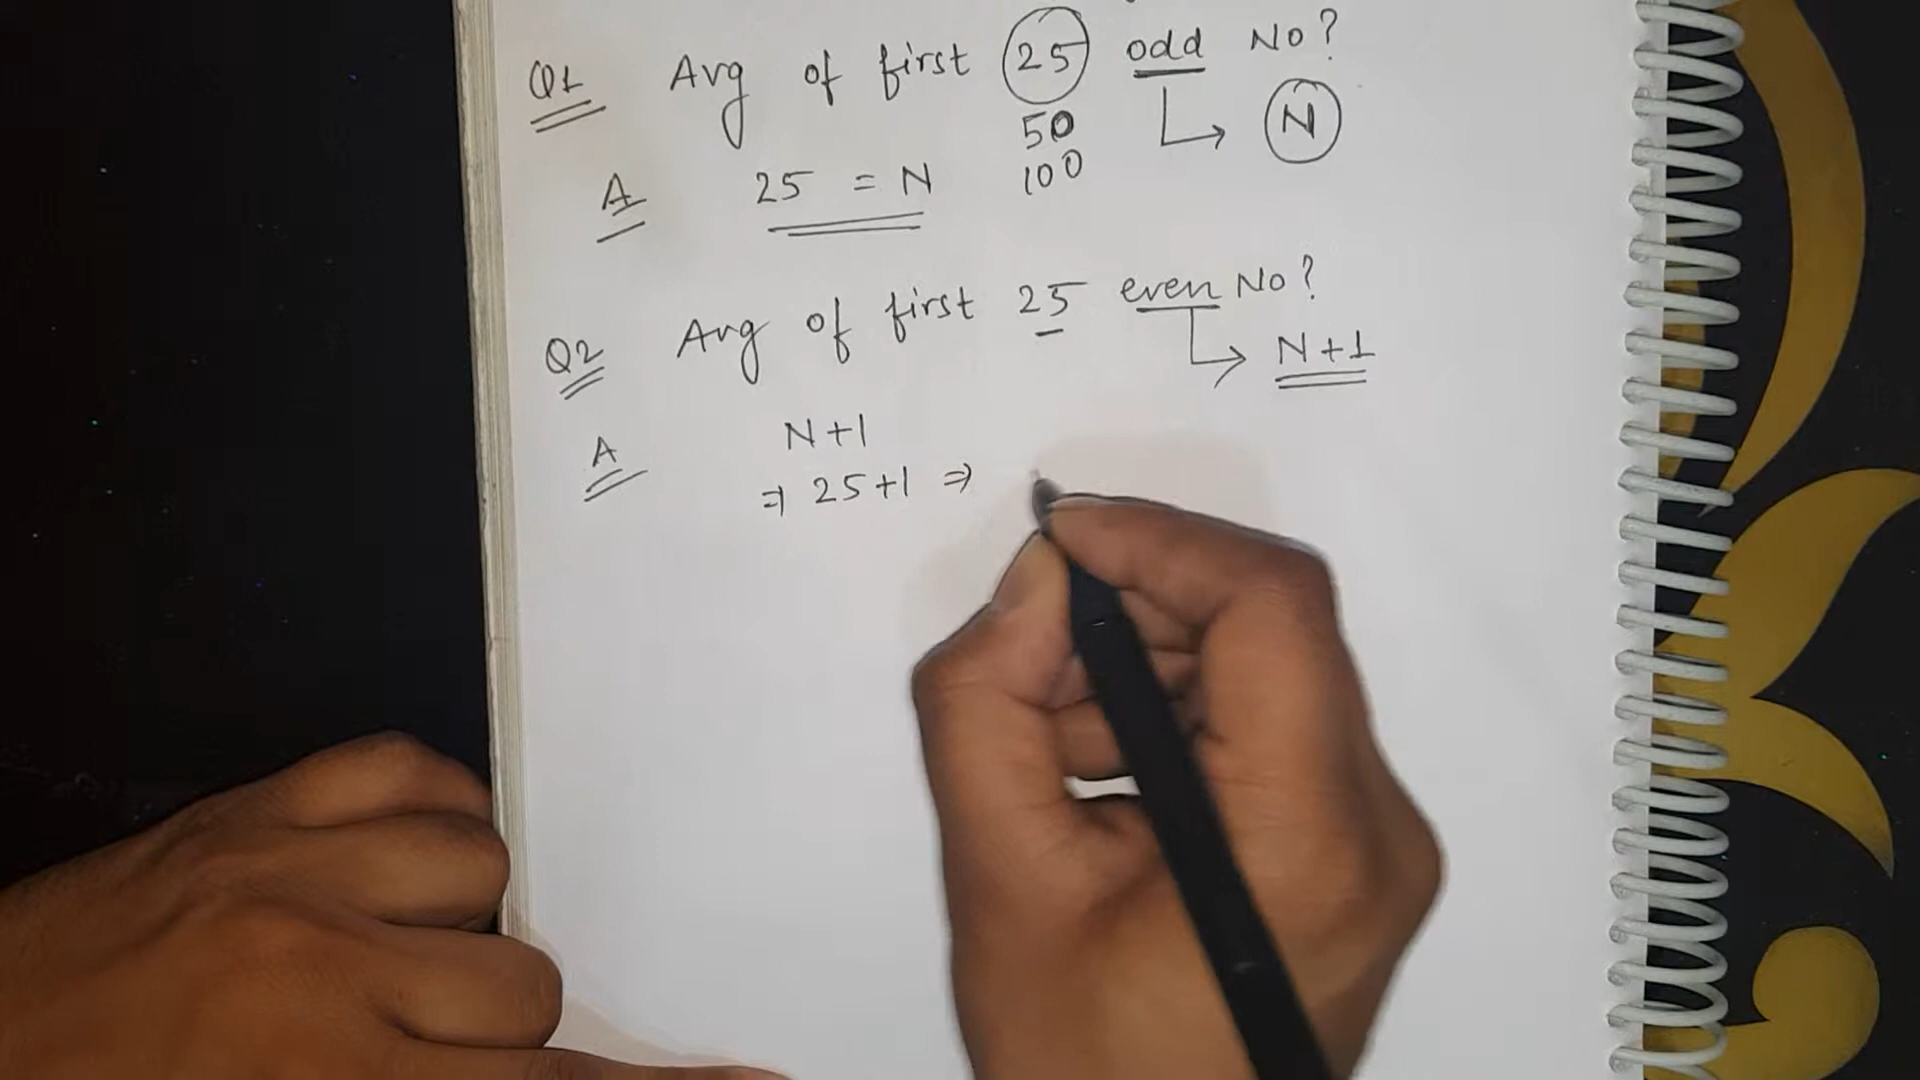 Q1 Avg of first 25 odd No?
50 → N
100
A 25 = N
Q2 Avg of first 25 even No?
→ N+1
A N+1
⇒ 25+1 ⇒